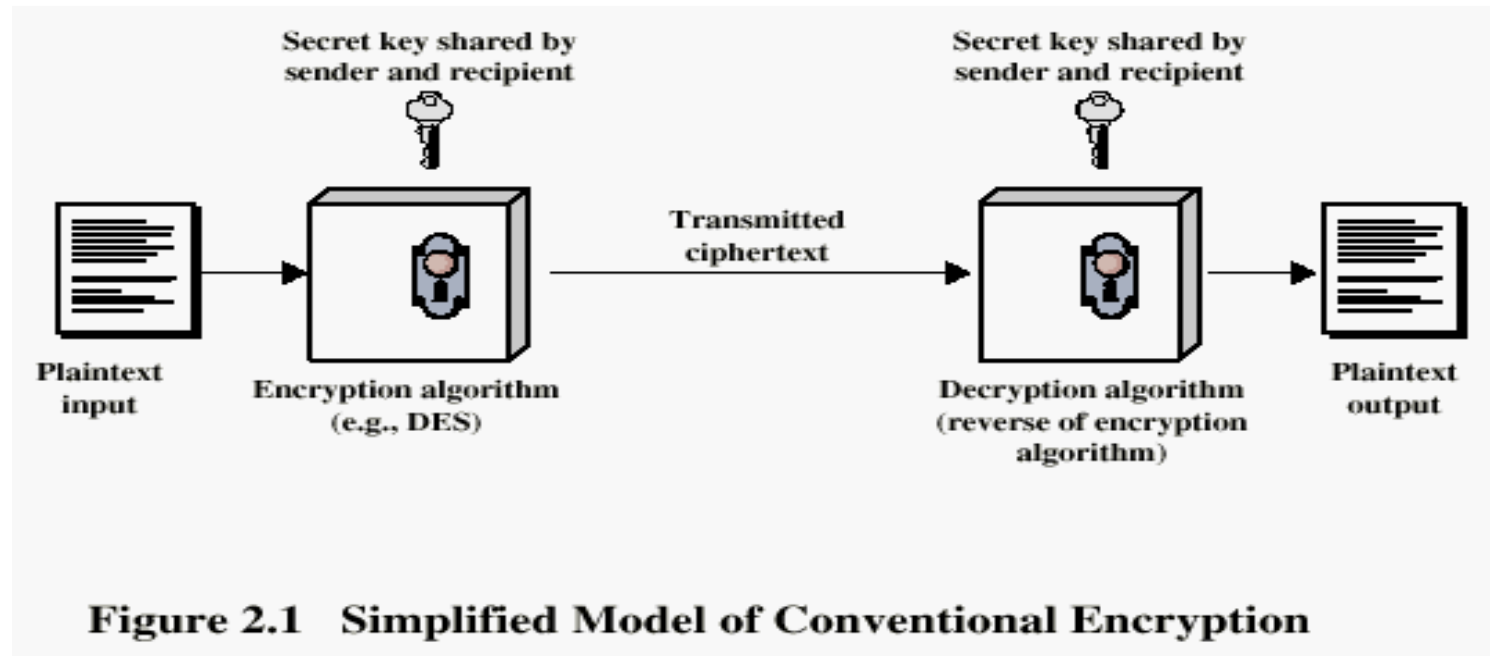 Secret key shared by
sender and recipient
Secret key shared by
sender and recipient
Transmitted
ciphertext
Plaintext
input
Encryption algorithm
(e.g., DES)
Decryption algorithm
(reverse of encryption
algorithm)
Plaintext
output
Figure 2.1 Simplified Model of Conventional Encryption